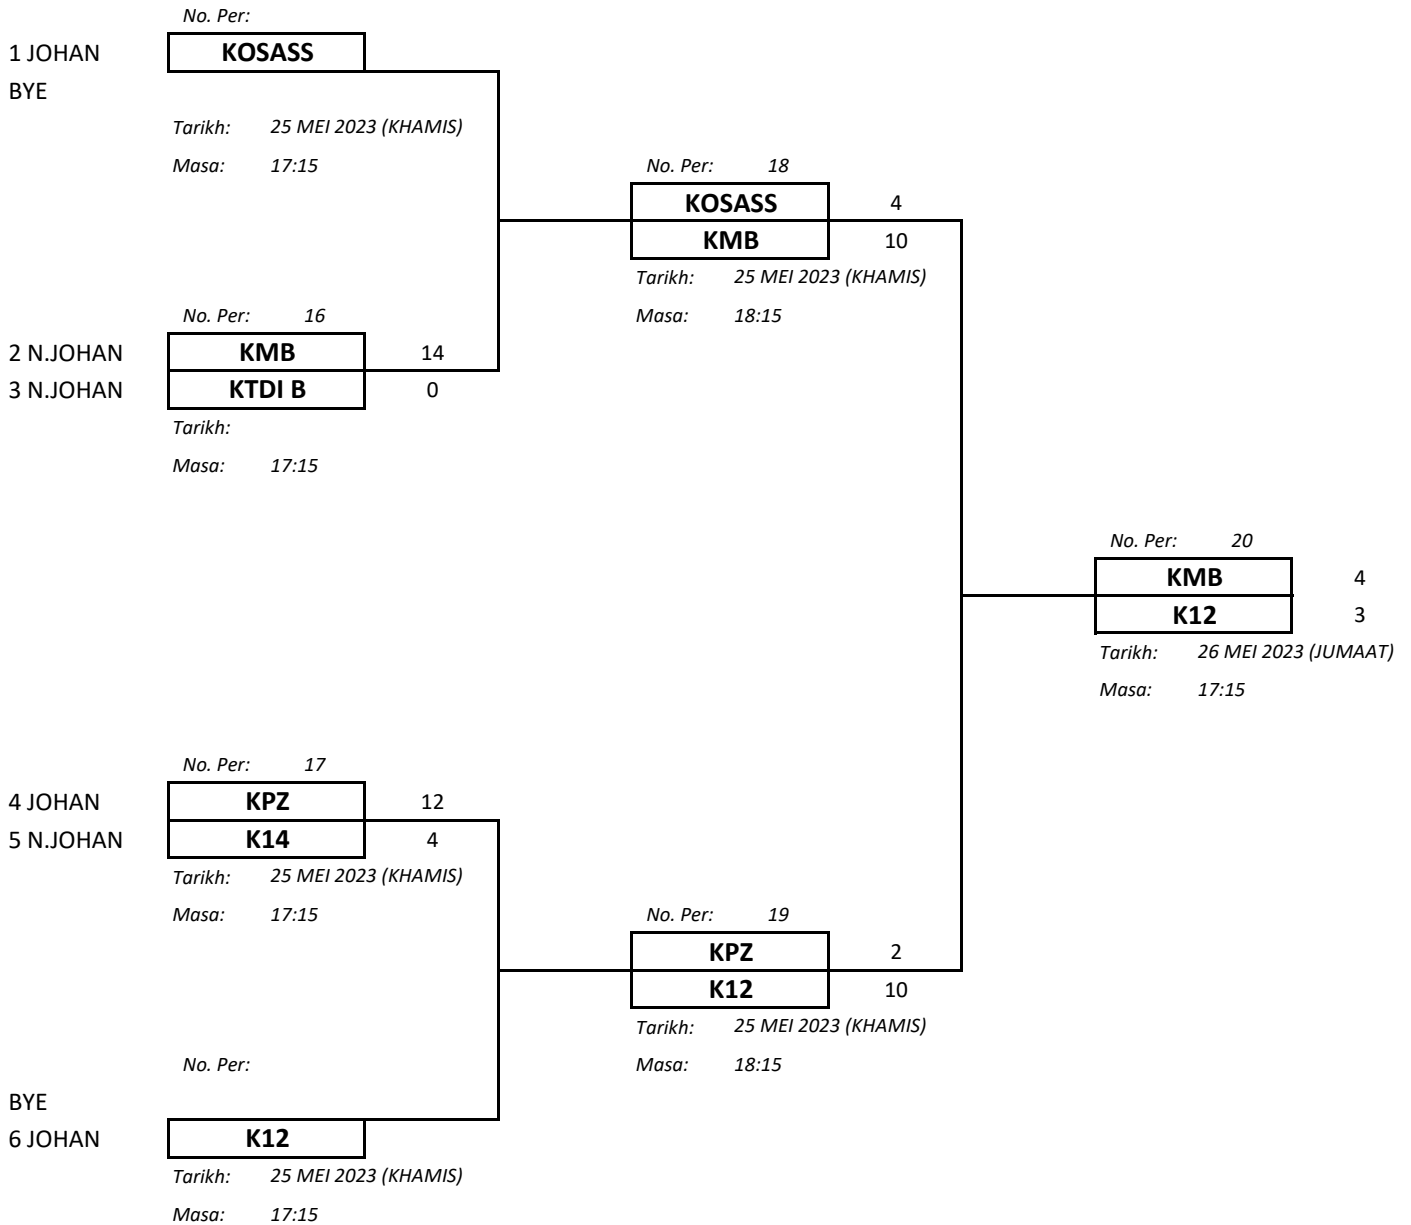 No. Per:
1 JOHAN KOSASS
BYE
Tarikh: 25 MEI 2023 (KHAMIS)
Masa: 17:15
No. Per: 18
KOSASS 4
KMB 10
Tarikh: 25 MEI 2023 (KHAMIS)
Masa: 18:15
No. Per: 16
2 N.JOHAN KMB 14
3 N.JOHAN KTDI B 0
Tarikh:
Masa: 17:15
No. Per: 20
KMB 4
K12 3
Tarikh: 26 MEI 2023 (JUMAAT)
Masa: 17:15
No. Per: 17
4 JOHAN KPZ 12
5 N.JOHAN K14 4
Tarikh: 25 MEI 2023 (KHAMIS)
Masa: 17:15
No. Per: 19
KPZ 2
K12 10
Tarikh: 25 MEI 2023 (KHAMIS)
Masa: 18:15
No. Per:
BYE
6 JOHAN K12
Tarikh: 25 MEI 2023 (KHAMIS)
Masa: 17:15